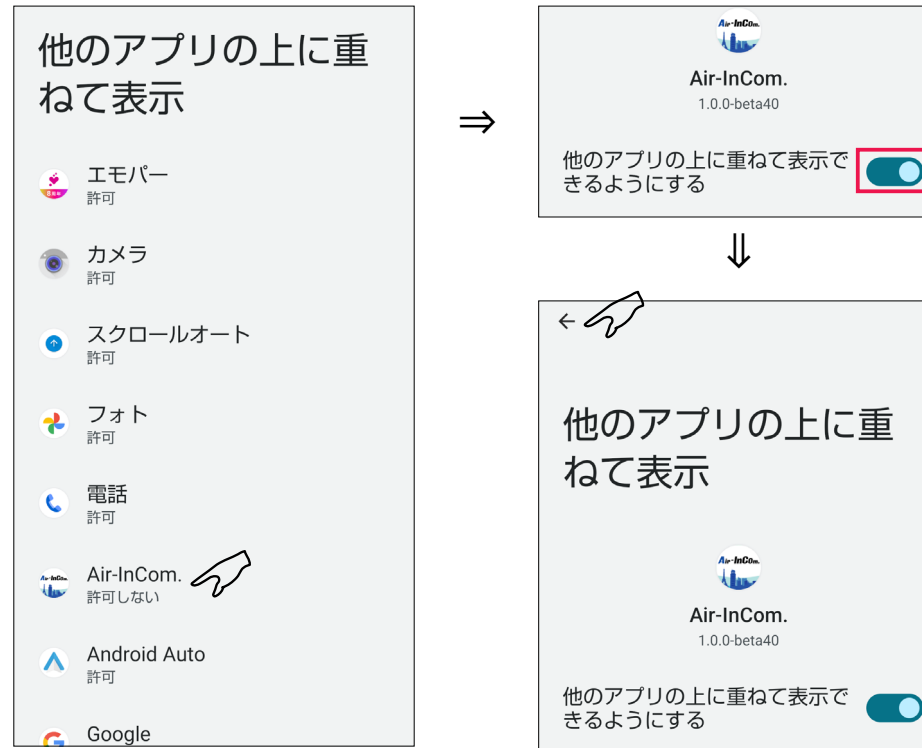 他のアプリの上に重
ねて表示
エモパー
許可
カメラ
許可
スクロールオート
許可
フォト
許可
電話
許可
Air-InCom.
許可しない
Android Auto
許可
Google
⇒
Air-InCom.
Air-InCom.
1.0.0-beta40
他のアプリの上に重ねて表示で
きるようにする
⇓
←
他のアプリの上に重
ねて表示
Air-InCom.
Air-InCom.
1.0.0-beta40
他のアプリの上に重ねて表示で
きるようにする